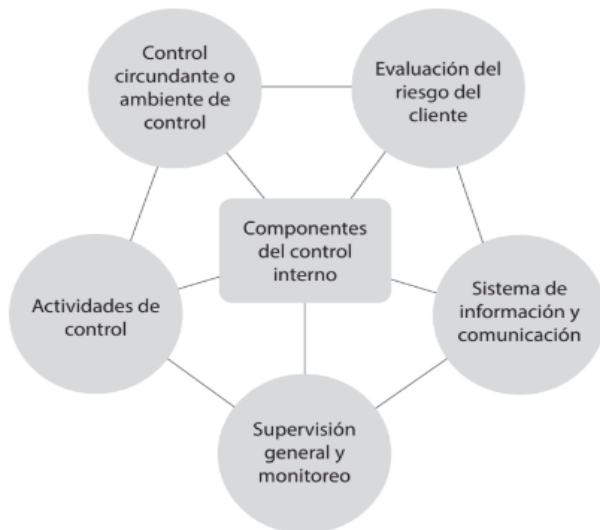 Control
circundante o
ambiente de
control
Evaluación del
riesgo del
cliente
Componentes
del control
interno
Actividades de
control
Sistema de
información y
comunicación
Supervisión
general y
monitoreo